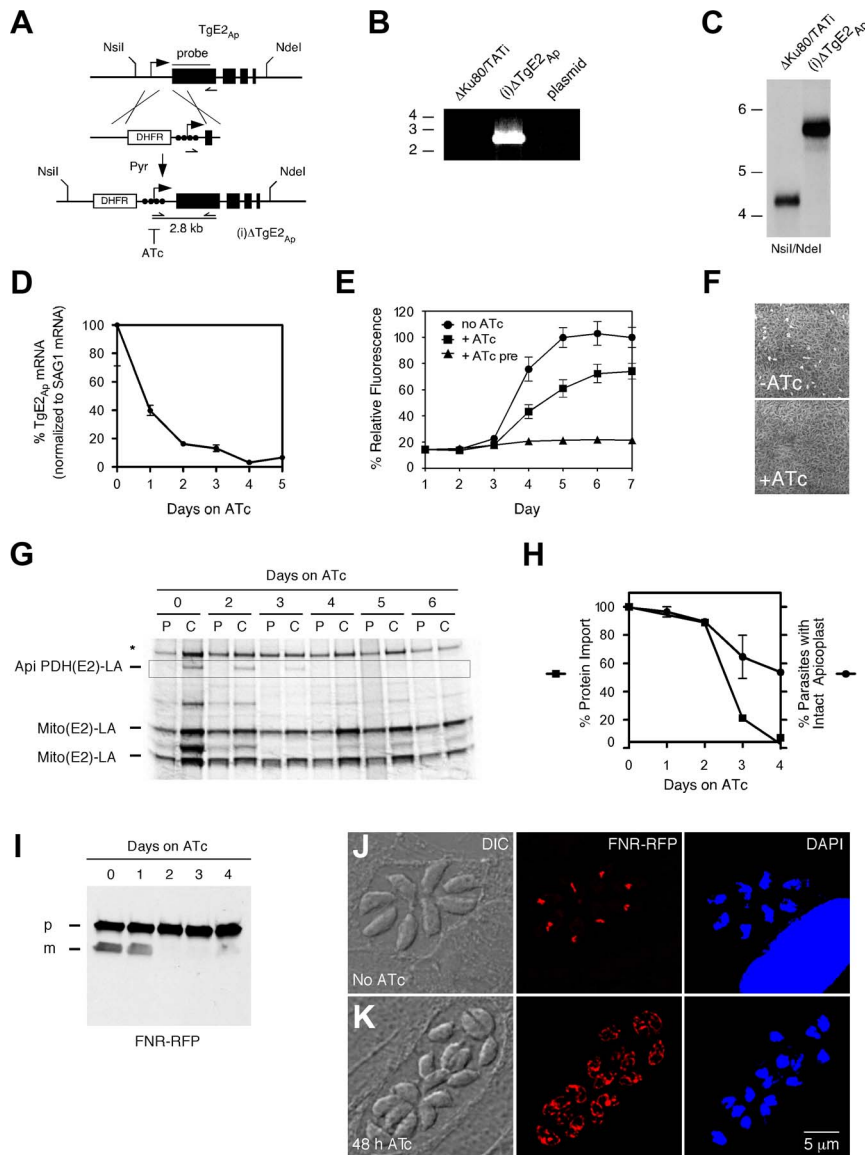 A
TgE2Ap
NsiI
probe
NdeI
DHFR
Pyr
NsiI
NdeI
DHFR
2.8 kb
(i)ΔTgE2Ap
ATc
B
ΔKu80/TATi
(i)ΔTgE2Ap
plasmid
4
3
2
C
ΔKu80/TATi
(i)ΔTgE2Ap
6
5
4
NsiI/NdeI
D
% TgE2Ap mRNA
(normalized to SAG1 mRNA)
100
80
60
40
20
0
0 1 2 3 4 5
Days on ATc
E
% Relative Fluorescence
120
100
80
60
40
20
0
no ATc
+ ATc
+ ATc pre
1 2 3 4 5 6 7
Day
F
-ATc
+ATc
G
Days on ATc
0 2 3 4 5 6
P C P C P C P C P C P C
*
Api PDH(E2)-LA
Mito(E2)-LA
Mito(E2)-LA
H
% Protein Import
100
80
60
40
20
0
% Parasites with
Intact Apicoplast
0 1 2 3 4
Days on ATc
I
Days on ATc
0 1 2 3 4
p
m
FNR-RFP
J
DIC
FNR-RFP
DAPI
No ATc
K
48 h ATc
5 μm